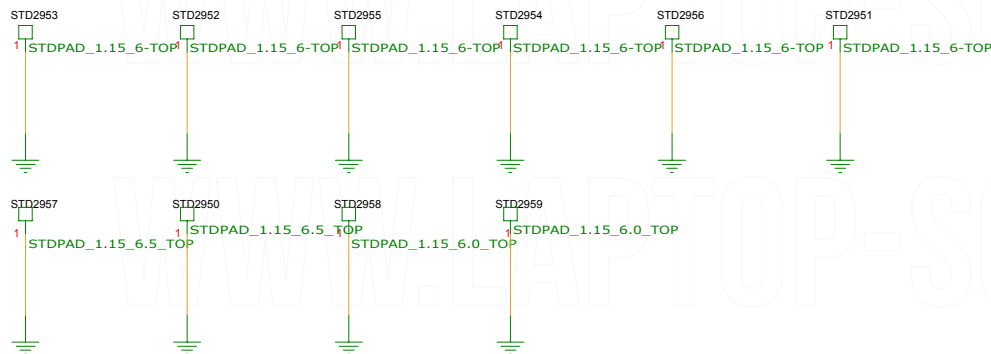 STD2953 STD2952 STD2955 STD2954 STD2956 STD2951
1 STDPAD_1.15_6-TOP 1 STDPAD_1.15_6-TOP 1 STDPAD_1.15_6-TOP 1 STDPAD_1.15_6-TOP 1 STDPAD_1.15_6-TOP 1 STDPAD_1.15_6-TOP
STD2957 STD2950 STD2958 STD2959
1 STDPAD_1.15_6.5_TOP 1 STDPAD_1.15_6.5_TOP 1 STDPAD_1.15_6.0_TOP 1 STDPAD_1.15_6.0_TOP
WWW.LAPTOP-S